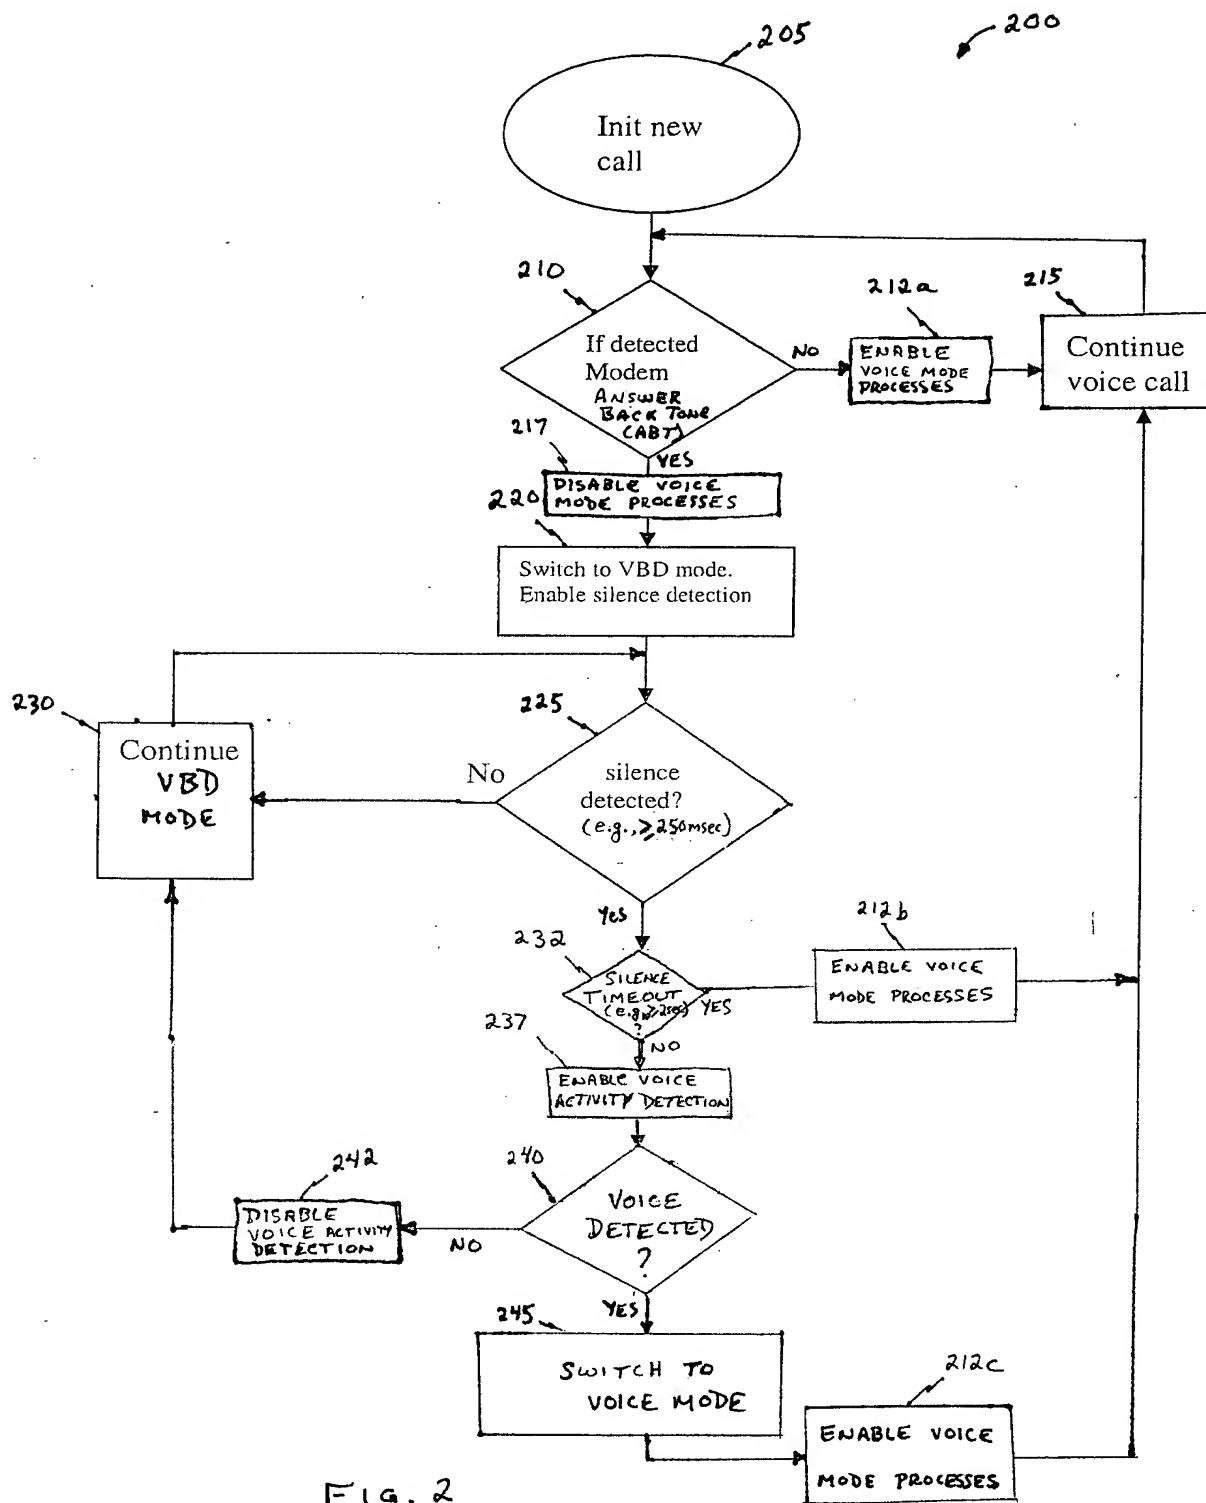 205
200
Init new
call
210
212a
215
If detected
Modem
ANSWER
BACK TONE
(ABT)
NO
ENABLE
VOICE MODE
PROCESSES
Continue
voice call
217
YES
DISABLE VOICE
MODE PROCESSES
220
Switch to VBD mode.
Enable silence detection
230
225
Continue
VBD
MODE
No
silence
detected?
(e.g., ≥250msec)
Yes
212b
232
SILENCE
TIMEOUT
(e.g., ≥2sec)
?
YES
ENABLE VOICE
MODE PROCESSES
237
NO
ENABLE VOICE
ACTIVITY DETECTION
242
240
DISABLE
VOICE ACTIVITY
DETECTION
NO
VOICE
DETECTED
?
YES
245
SWITCH TO
VOICE MODE
212c
ENABLE VOICE
MODE PROCESSES
FIG. 2